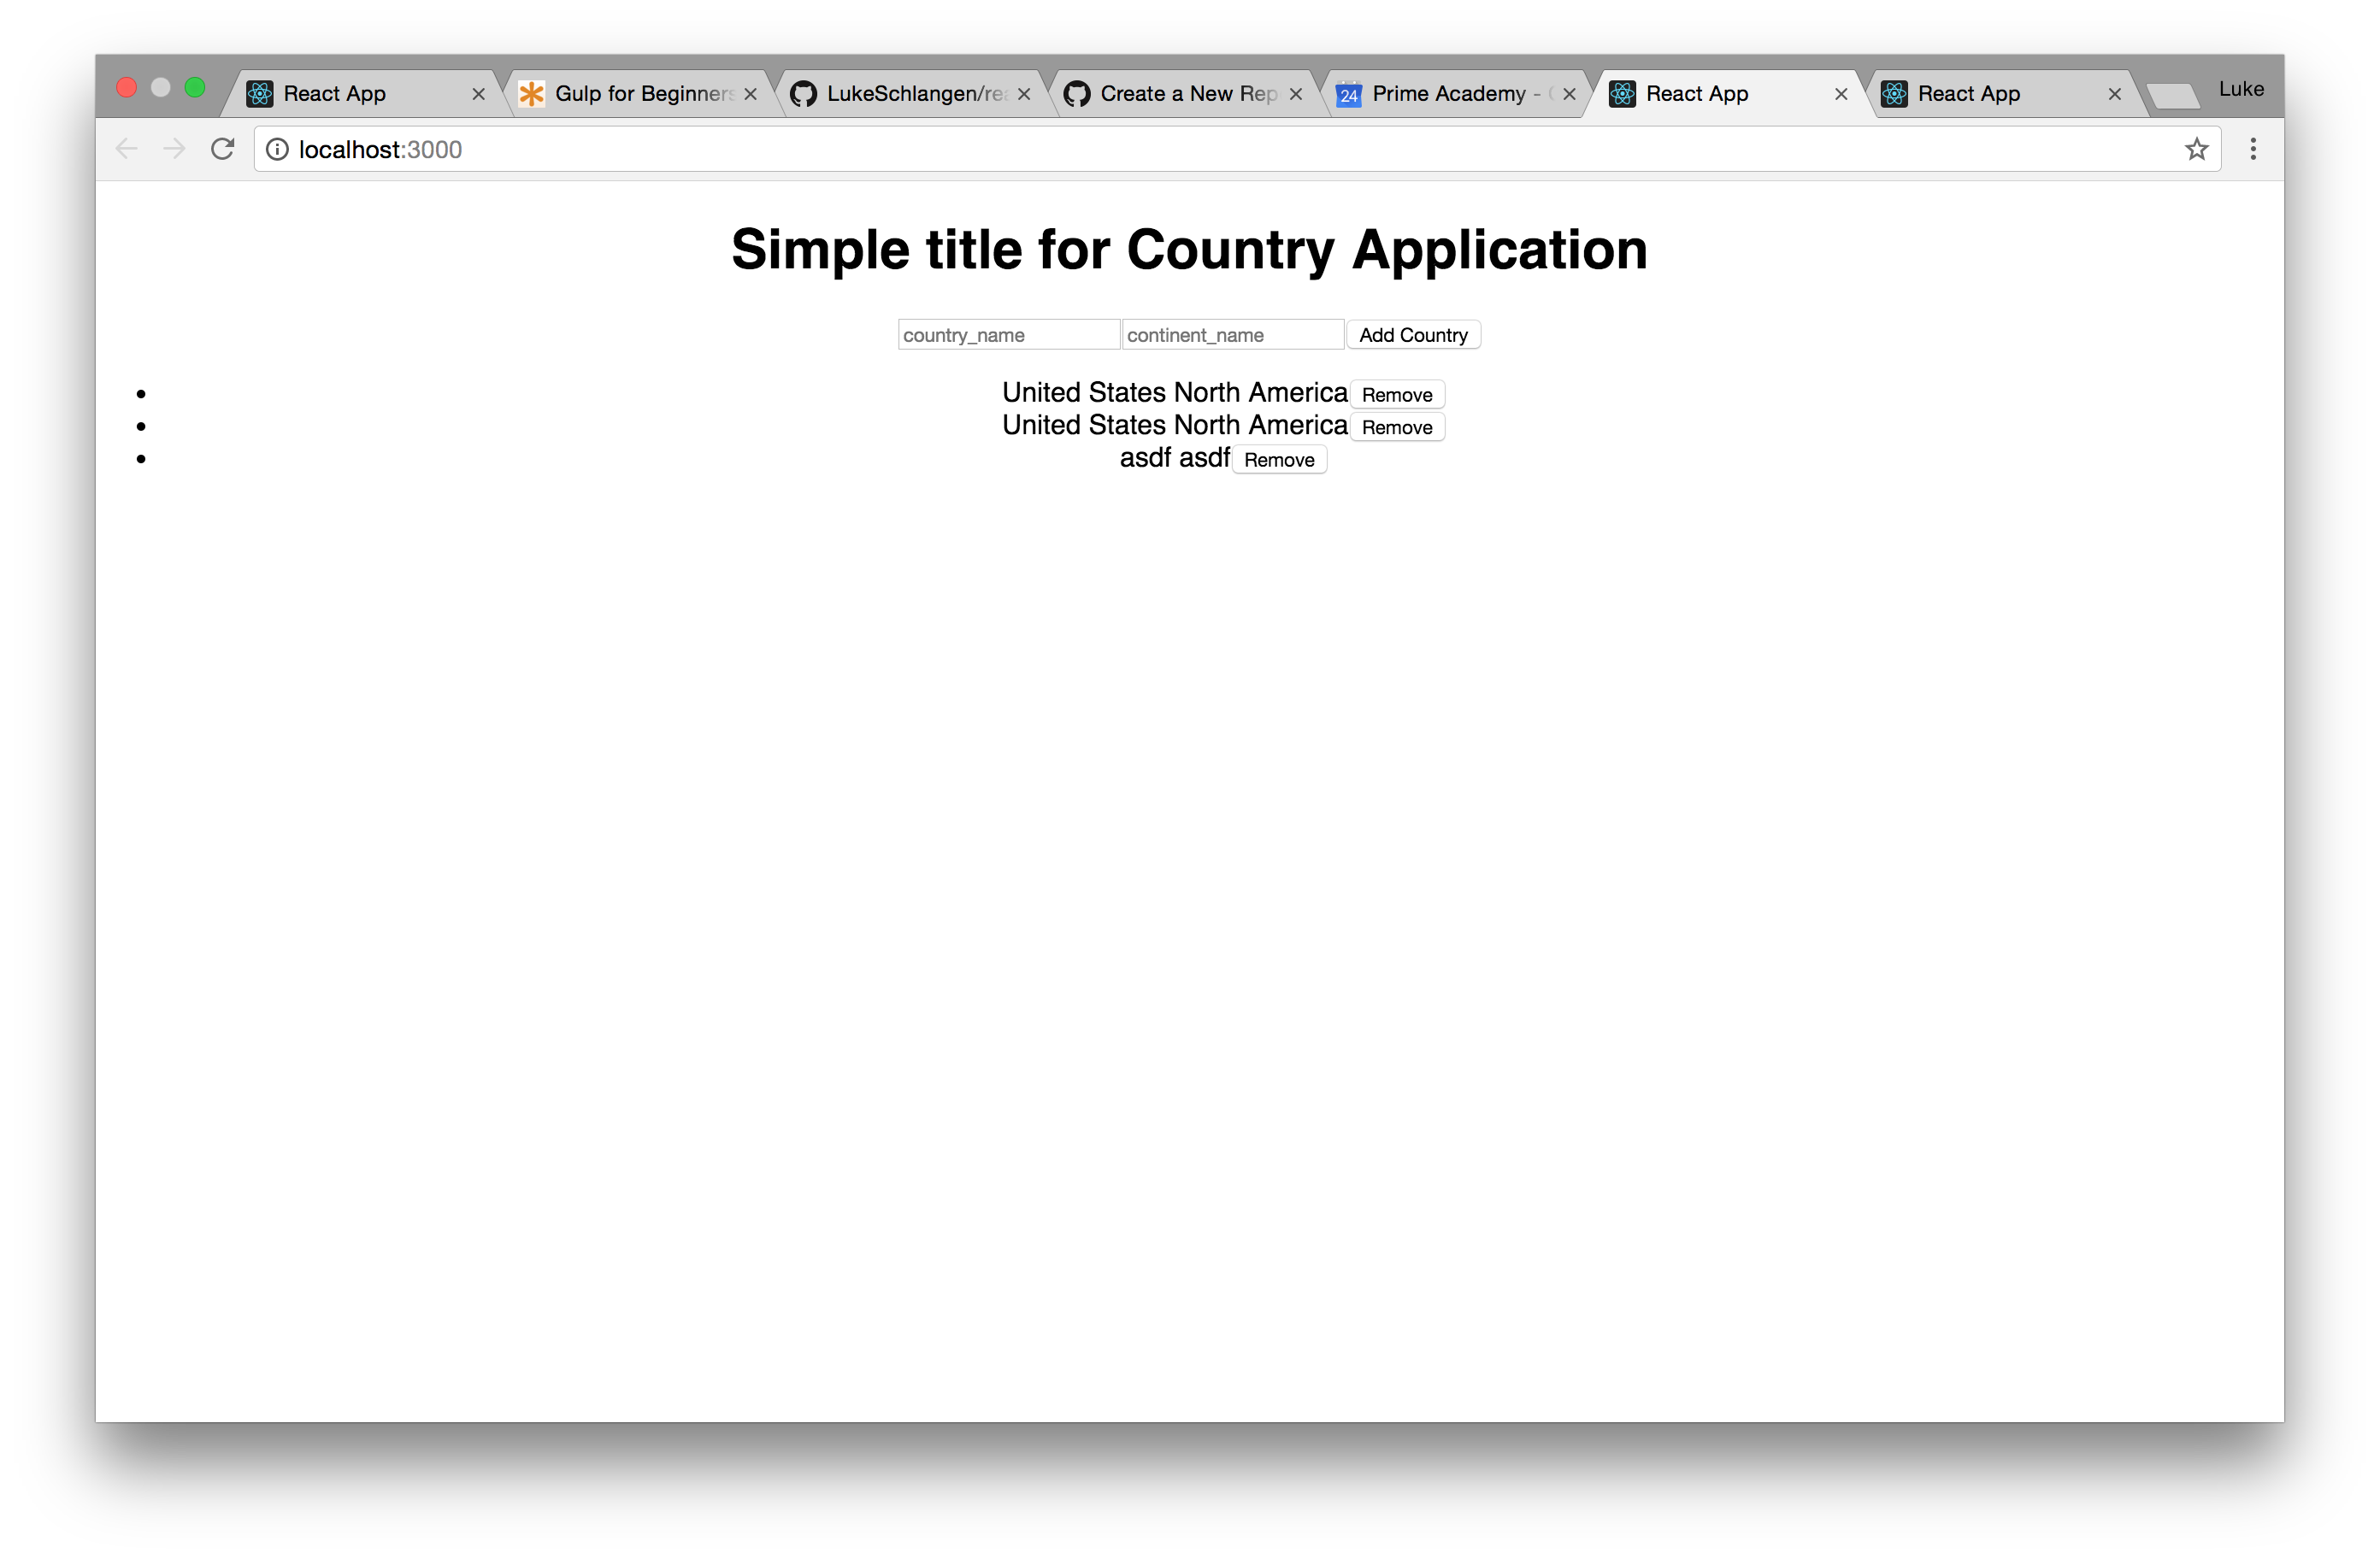 React App
Gulp for Beginners
LukeSchlangen/rea
Create a New Rep
24
Prime Academy -
React App
React App
Luke
localhost:3000
Simple title for Country Application
country_name continent_name Add Country
United States North America Remove
United States North America Remove
asdf asdf Remove